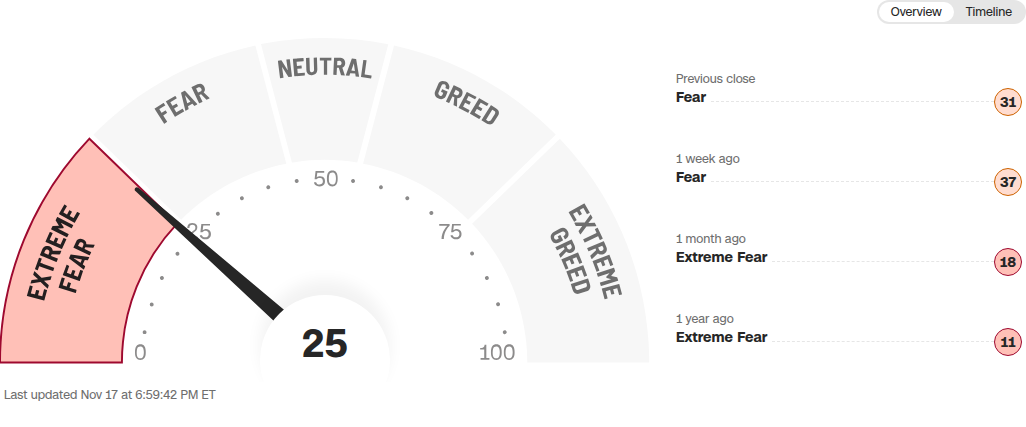 Overview Timeline
NEUTRAL
FEAR
GREED
EXTREME
FEAR
EXTREME
GREED
50
25
75
0
100
25
Last updated Nov 17 at 6:59:42 PM ET
Previous close
Fear 31
1 week ago
Fear 37
1 month ago
Extreme Fear 18
1 year ago
Extreme Fear 11